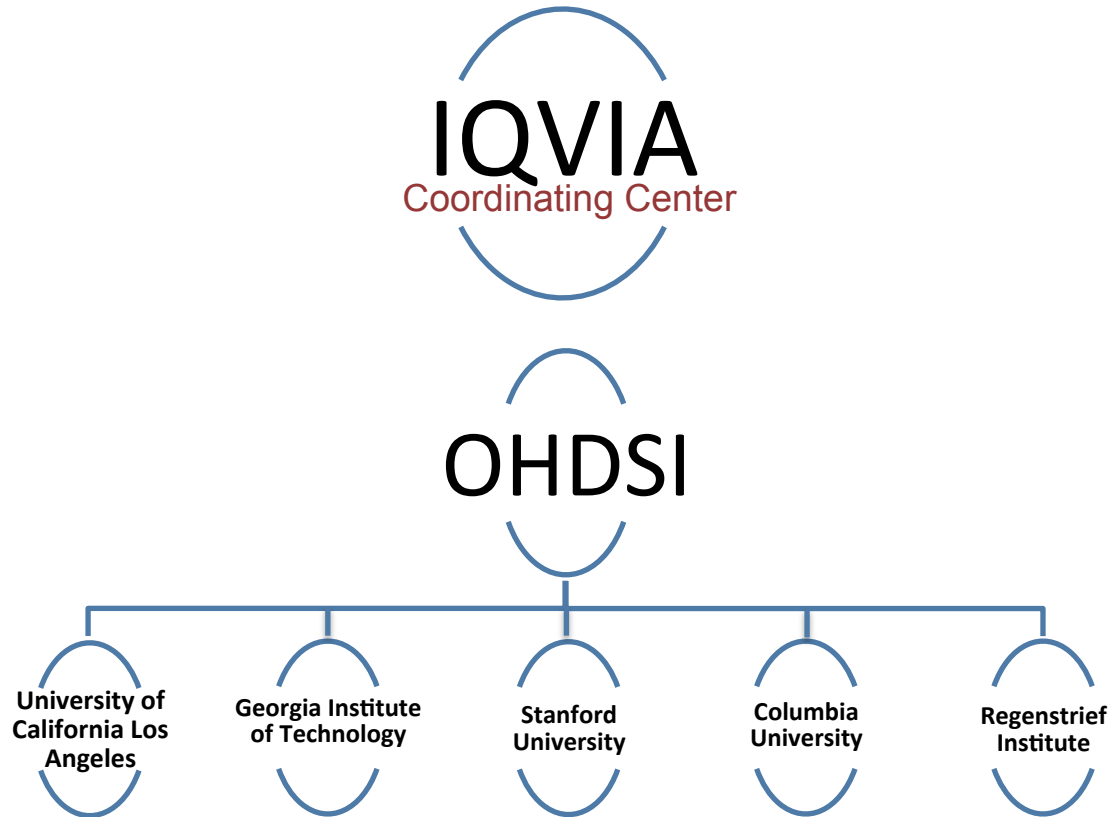 IQVIA
Coordinating Center
OHDSI
University of
California Los
Angeles
Georgia Institute
of Technology
Stanford
University
Columbia
University
Regenstrief
Institute